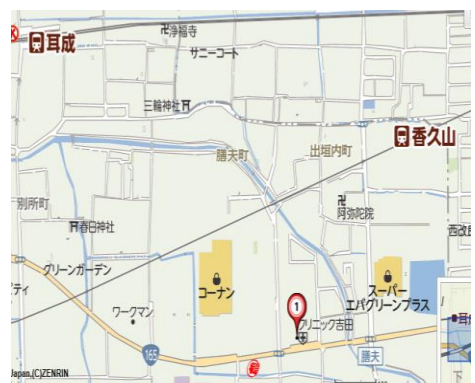 浄福寺
耳成
サニーコート
三輪神社
香久山
膳夫町
出垣内町
別所町
阿弥陀院
春日神社
西改
グリーンガーデン
コーナン
スーパー
エバグリーンプラス
ティ
ワークマン
1
クリニック吉田
165
膳夫
Japan,(C)ZENRIN
下